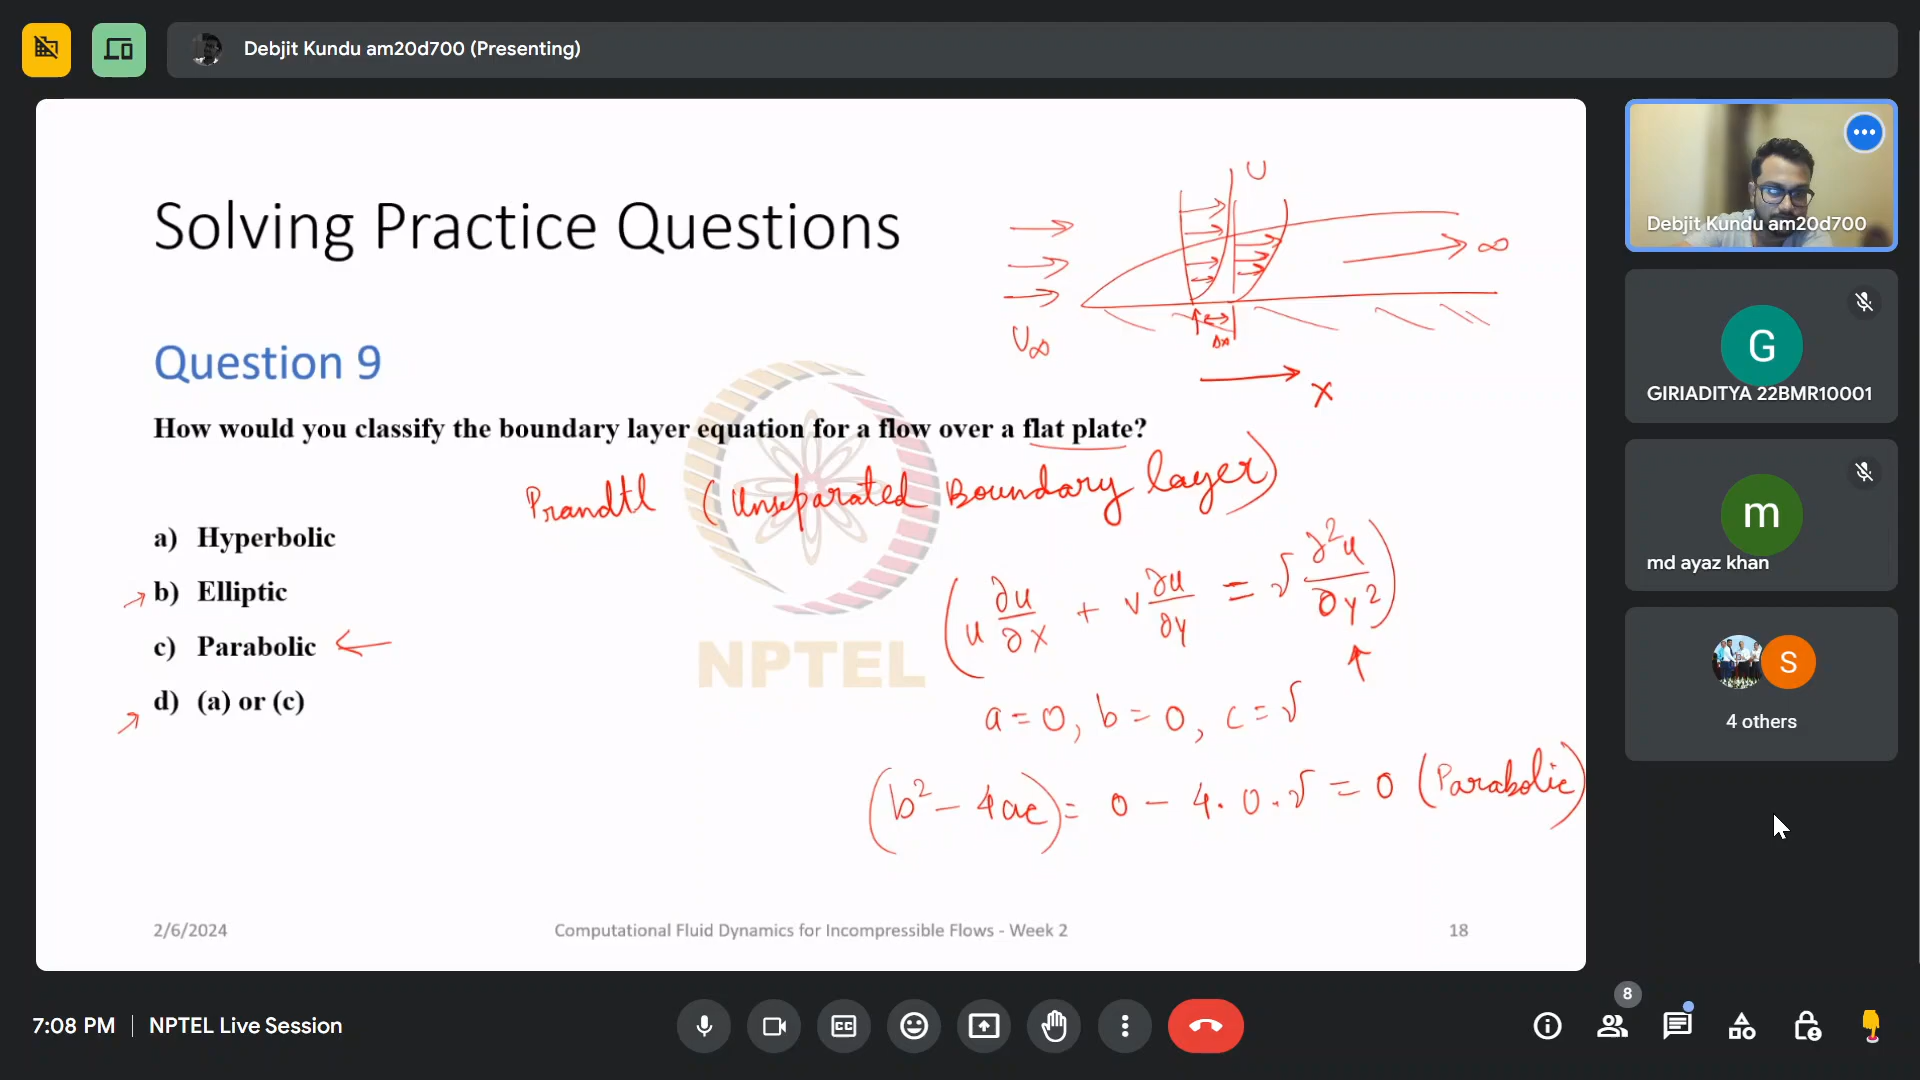 Debjit Kundu am20d700 (Presenting)
Solving Practice Questions
U
∞
U∞
Δx
x
Question 9
How would you classify the boundary layer equation for a flow over a flat plate?
Prandtl (Unseparated Boundary layer)
a) Hyperbolic
b) Elliptic
c) Parabolic
d) (a) or (c)
(u ∂u/∂x + v ∂u/∂y = √ ∂²u/∂y²)
a = 0, b = 0, c = √
(b² - 4ac) = 0 - 4. 0 . √ = 0 (Parabolic)
NPTEL
2/6/2024
Computational Fluid Dynamics for Incompressible Flows - Week 2
18
Debjit Kundu am20d700
G
GIRIADITYA 22BMR10001
m
md ayaz khan
S
4 others
7:08 PM | NPTEL Live Session
CC
8